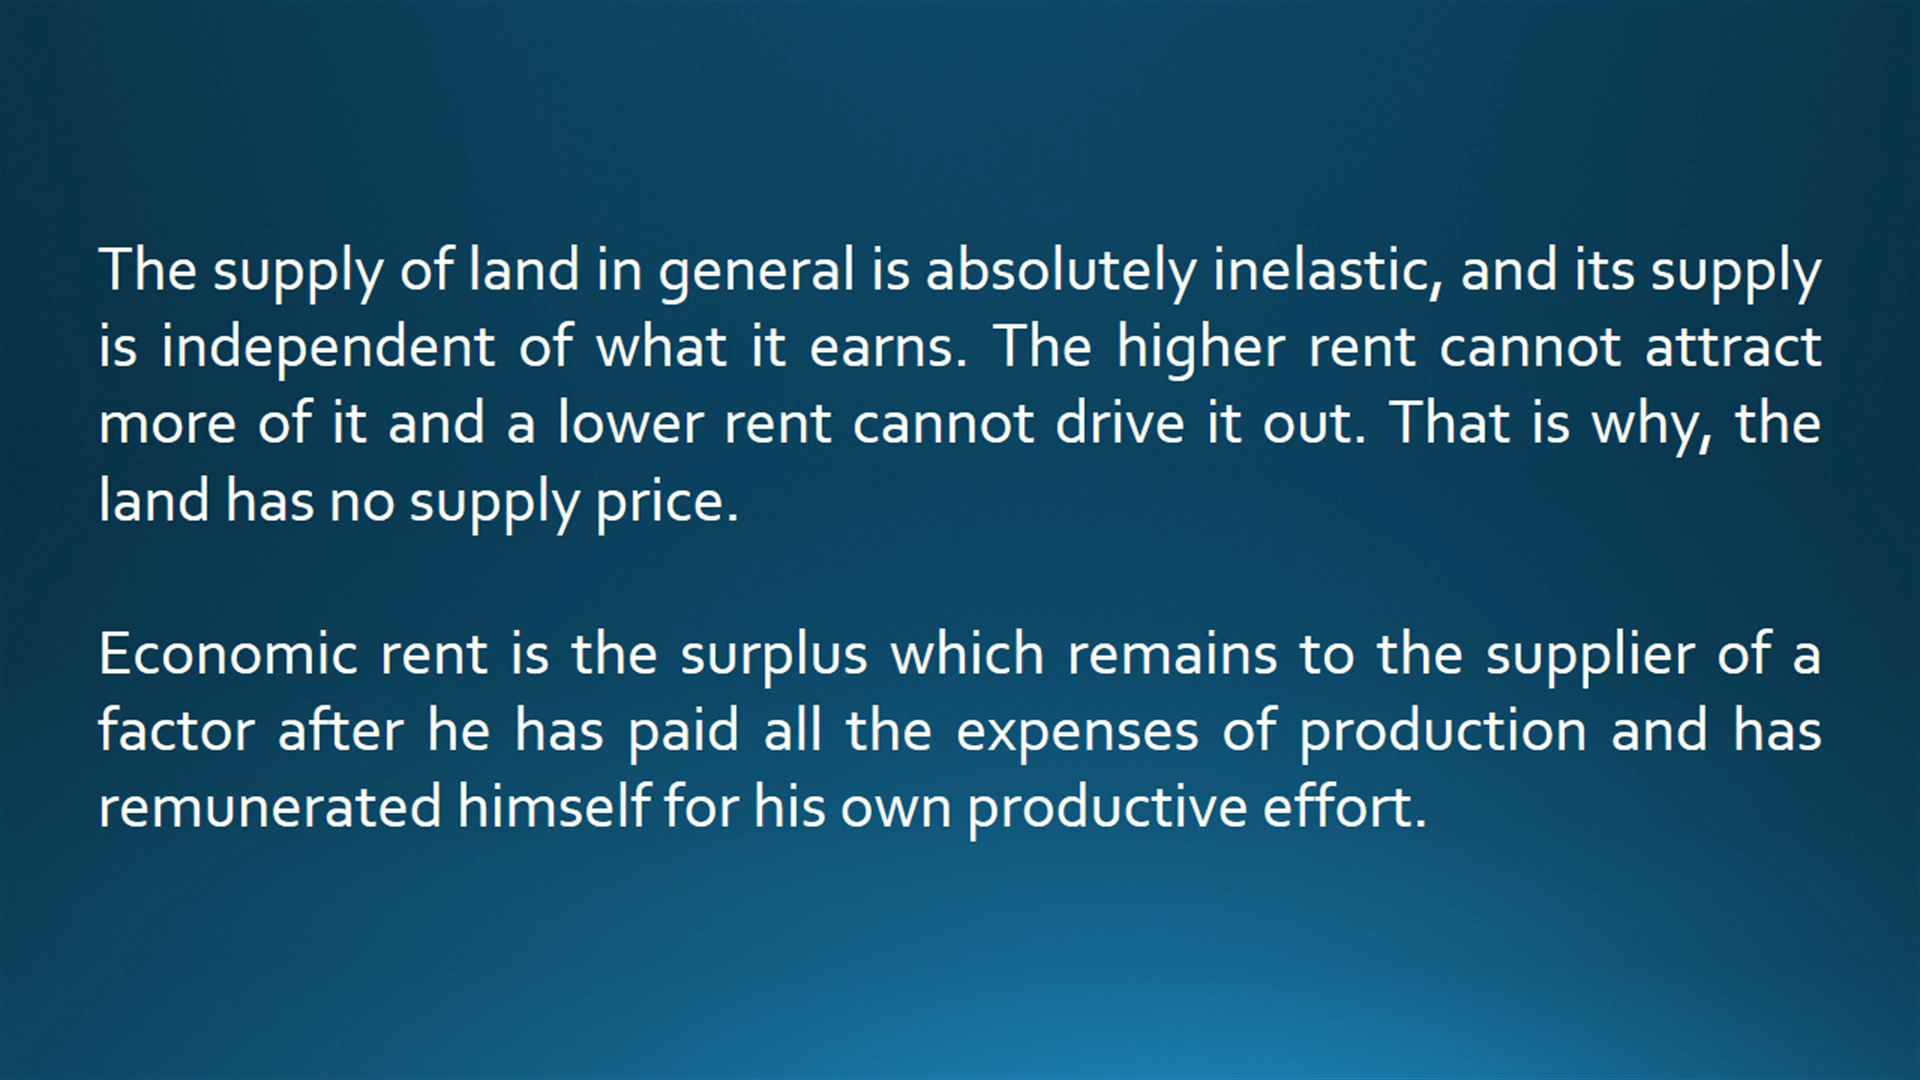 The supply of land in general is absolutely inelastic, and its supply
is independent of what it earns. The higher rent cannot attract
more of it and a lower rent cannot drive it out. That is why, the
land has no supply price.
Economic rent is the surplus which remains to the supplier of a
factor after he has paid all the expenses of production and has
remunerated himself for his own productive effort.